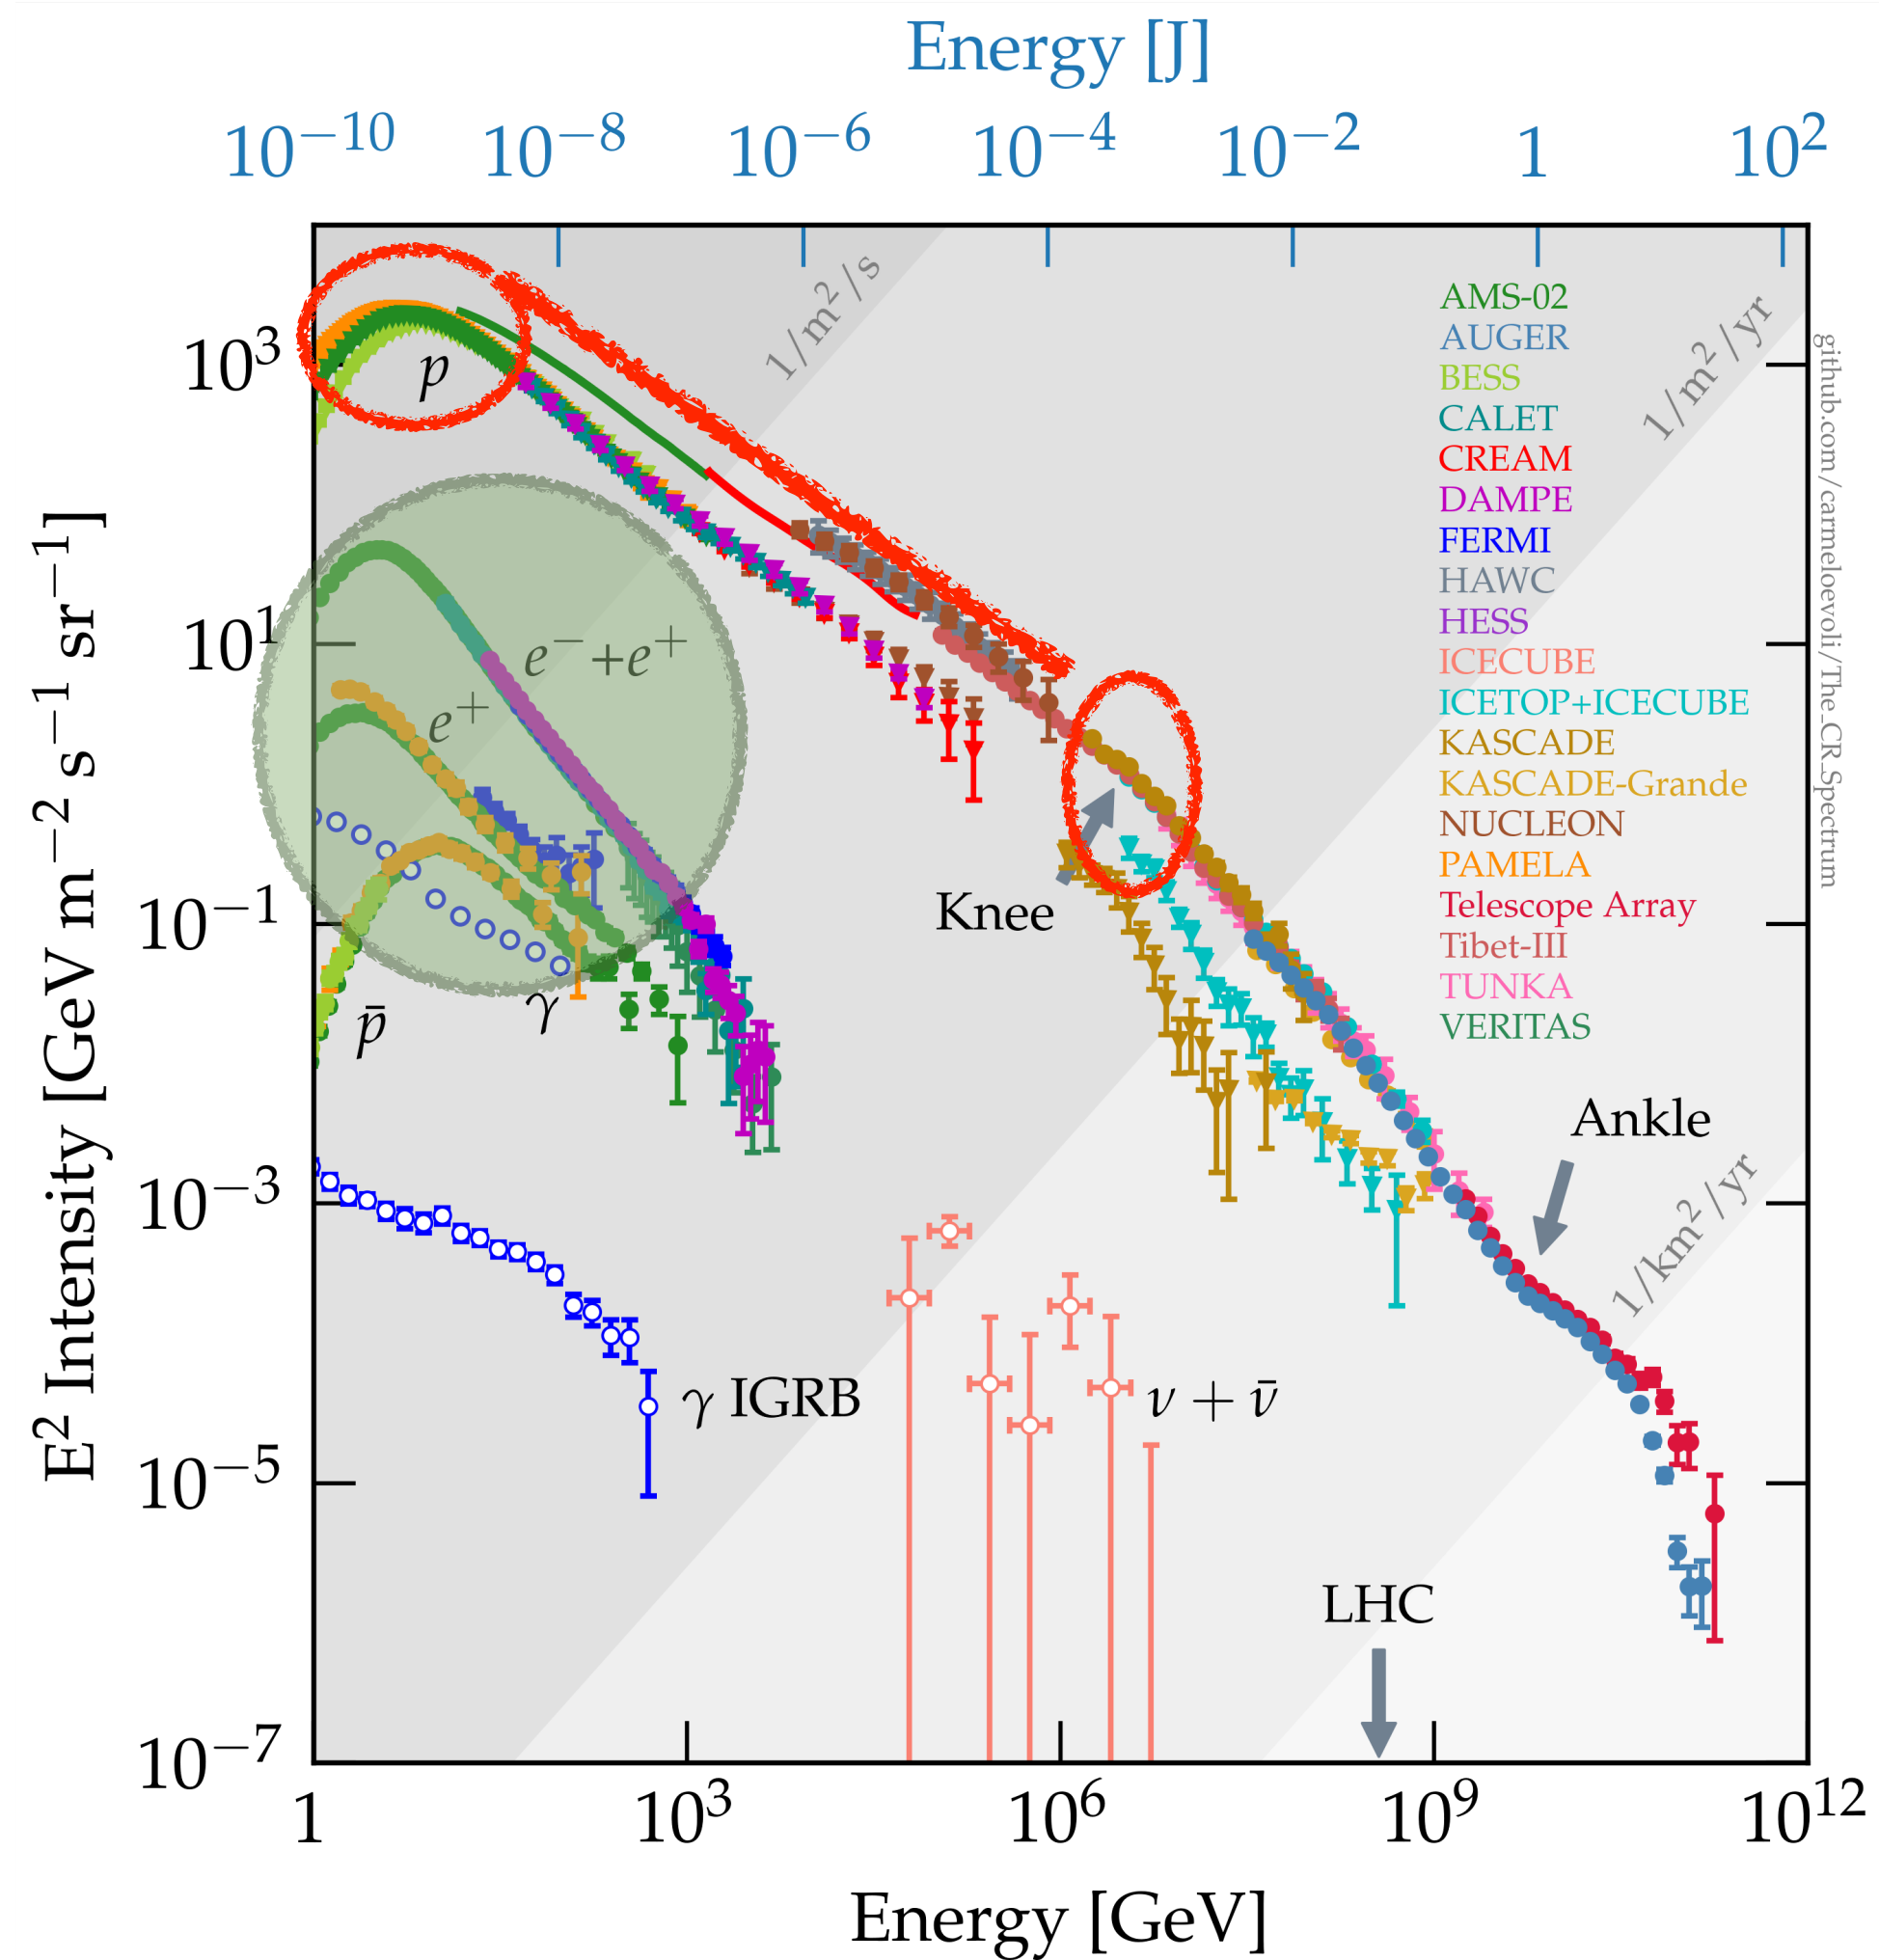 Energy [J]
10⁻¹⁰ 10⁻⁸ 10⁻⁶ 10⁻⁴ 10⁻² 1 10²
1/m²/s
1/m²/yr
1/km²/yr
10³
10¹
10⁻¹
10⁻³
10⁻⁵
10⁻⁷
E² Intensity [GeV m⁻² s⁻¹ sr⁻¹]
p
e⁻+e⁺
e⁺
p̄
γ
Knee
Ankle
γ IGRB
ν + ν̄
LHC
AMS-02
AUGER
BESS
CALET
CREAM
DAMPE
FERMI
HAWC
HESS
ICECUBE
ICETOP+ICECUBE
KASCADE
KASCADE-Grande
NUCLEON
PAMELA
Telescope Array
Tibet-III
TUNKA
VERITAS
github.com/carmeloevoli/The_CR_Spectrum
1 10³ 10⁶ 10⁹ 10¹²
Energy [GeV]